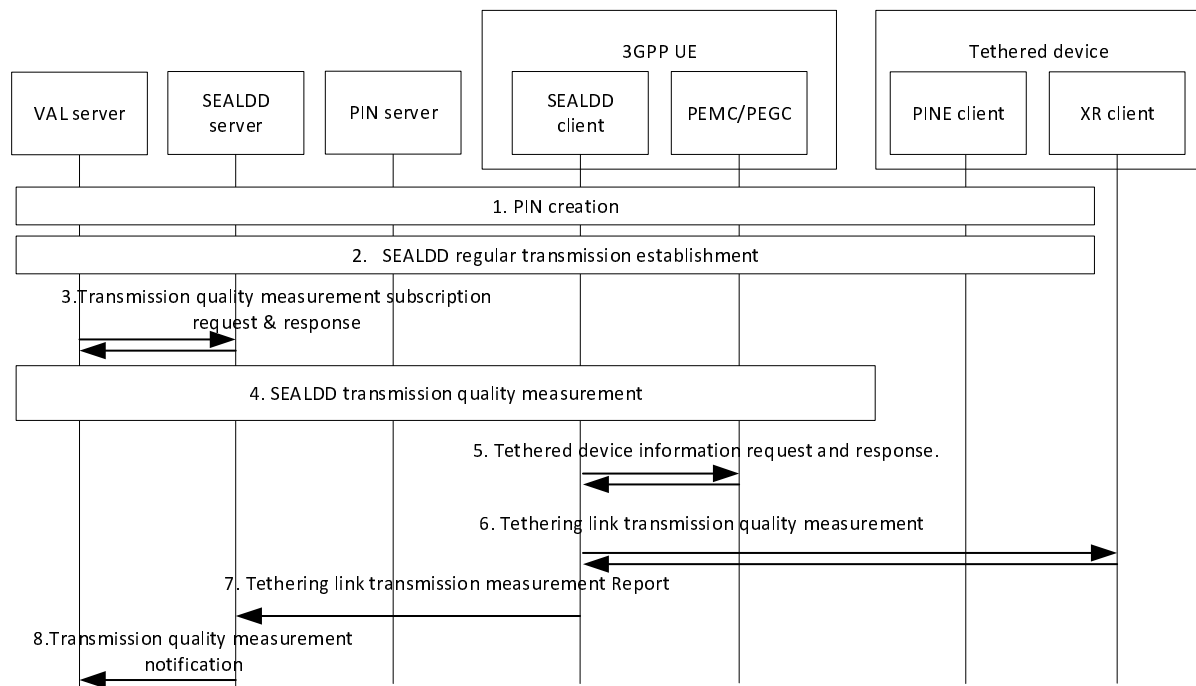 3GPP UE
Tethered device
VAL server
SEALDD
server
PIN server
SEALDD
client
PEMC/PEGC
PINE client
XR client
1. PIN creation
2. SEALDD regular transmission establishment
3.Transmission quality measurement subscription
request & response
4. SEALDD transmission quality measurement
5. Tethered device information request and response.
6. Tethering link transmission quality measurement
7. Tethering link transmission measurement Report
8.Transmission quality measurement
notification